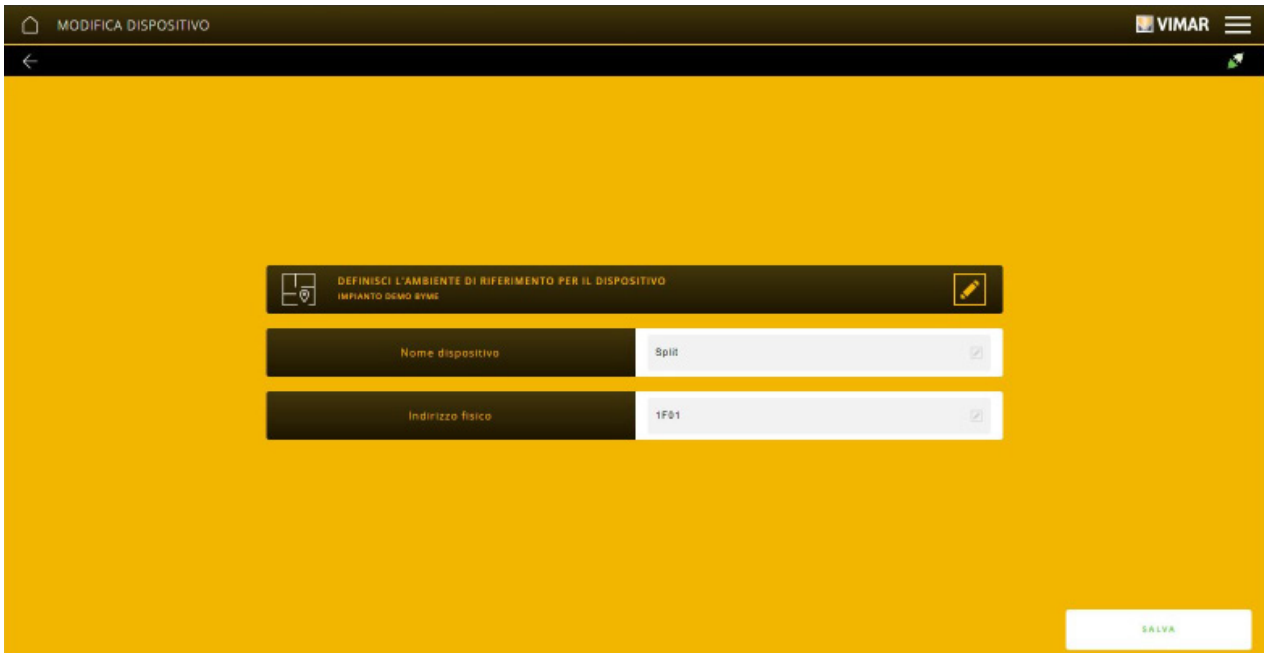 MODIFICA DISPOSITIVO
VIMAR
DEFINISCI L'AMBIENTE DI RIFERIMENTO PER IL DISPOSITIVO
IMPIANTO DEMO BYME
Nome dispositivo
Split
Indirizzo fisico
1F01
SALVA